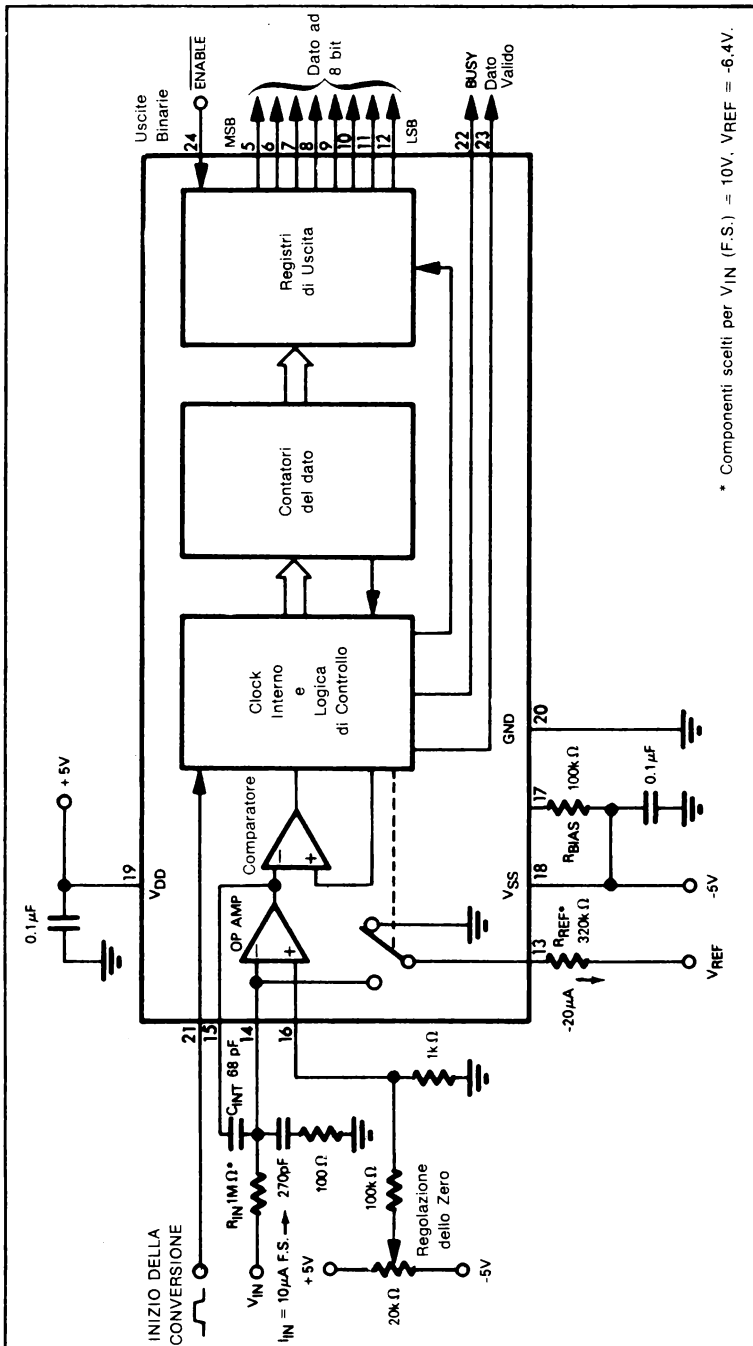 INIZIO DELLA
CONVERSIONE
VIN
IIN = 10µA F.S.
RIN 1MΩ*
CINT 68 pF
270pF
100Ω
+5V
20kΩ
-5V
Regolazione
dello Zero
100kΩ
1kΩ
21
15
14
16
0.1µF
+5V
19
VDD
OP AMP
−
+
Comparatore
−
+
Clock
Interno
e
Logica
di Controllo
Contatori
del dato
Registri
di Uscita
Uscite
Binarie
24
ENABLE
MSB
5
6
7
8
9
10
11
12
LSB
Dato ad
8 bit
22
BUSY
23
Dato
Valido
13
RREF*
320kΩ
-20µA
VREF
18
VSS
-5V
17
RBIAS
100kΩ
0.1µF
GND
20
* Componenti scelti per VIN (F.S.) = 10V, VREF = -6,4V.